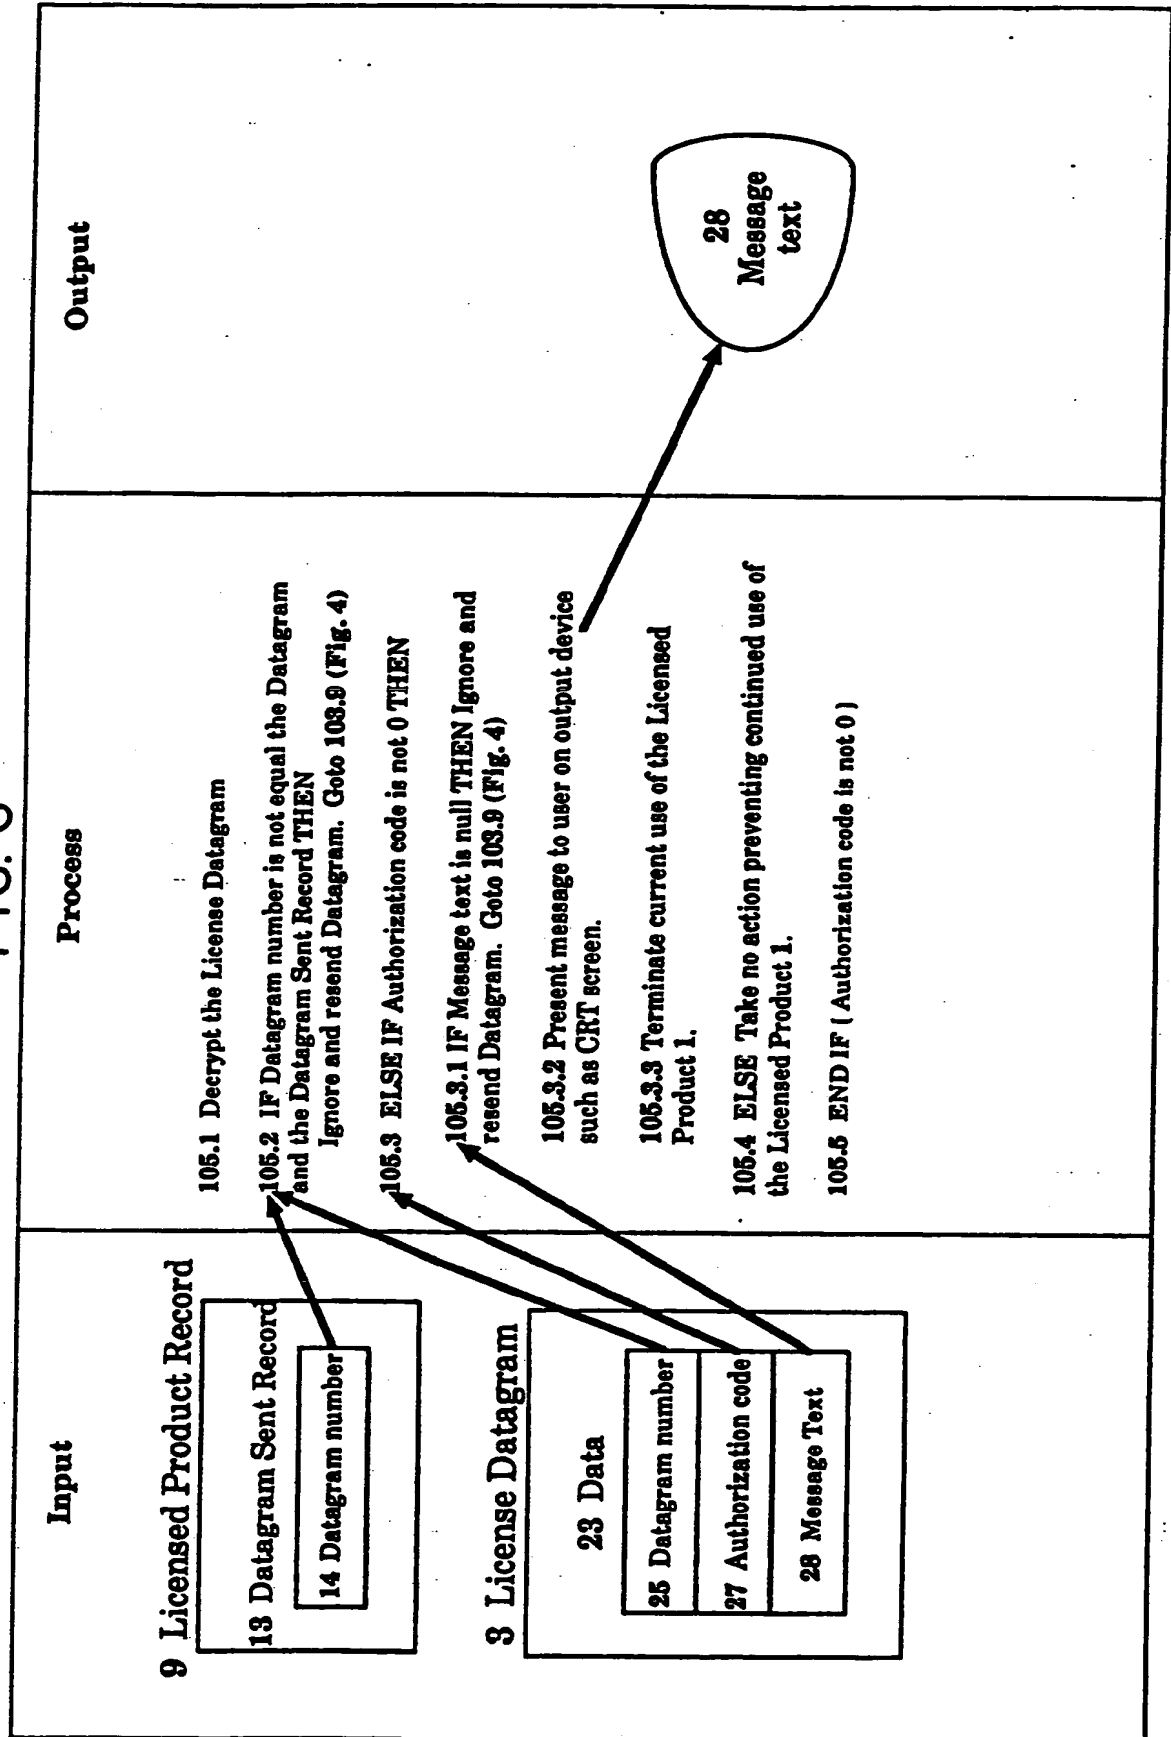 Input
Process
Output
9 Licensed Product Record
13 Datagram Sent Record
14 Datagram number
3 License Datagram
23 Data
25 Datagram number
27 Authorization code
28 Message Text
105.1 Decrypt the License Datagram
105.2 IF Datagram number is not equal the Datagram
and the Datagram Sent Record THEN
Ignore and resend Datagram. Goto 103.9 (Fig. 4)
105.3 ELSE IF Authorization code is not 0 THEN
105.3.1 IF Message text is null THEN Ignore and
resend Datagram. Goto 103.9 (Fig. 4)
105.3.2 Present message to user on output device
such as CRT screen.
105.3.3 Terminate current use of the Licensed
Product 1.
105.4 ELSE Take no action preventing continued use of
the Licensed Product 1.
105.5 END IF ( Authorization code is not 0 )
28
Message
text